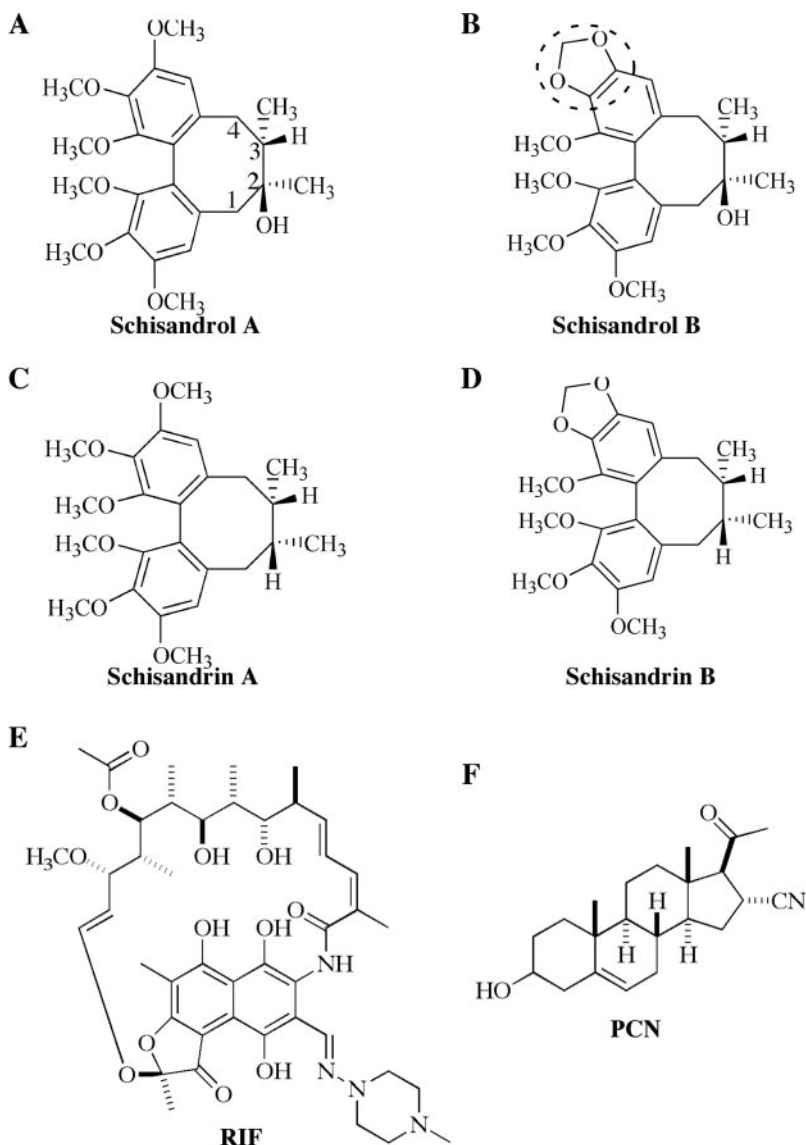 A
OCH₃
H₃CO
CH₃
4
H₃CO
H
3
H₃CO
2
CH₃
1
OH
H₃CO
OCH₃
Schisandrol A
B
O
O
CH₃
H₃CO
H
H₃CO
CH₃
OH
H₃CO
OCH₃
Schisandrol B
C
OCH₃
H₃CO
CH₃
H₃CO
H
H₃CO
CH₃
H
H₃CO
OCH₃
Schisandrin A
D
O
O
CH₃
H₃CO
H
H₃CO
CH₃
H
H₃CO
OCH₃
Schisandrin B
E
O
O
OH
OH
H₃CO
O
OH
OH
NH
O
O
O
OH
N
N
N
RIF
F
O
CN
H
H
H
HO
PCN